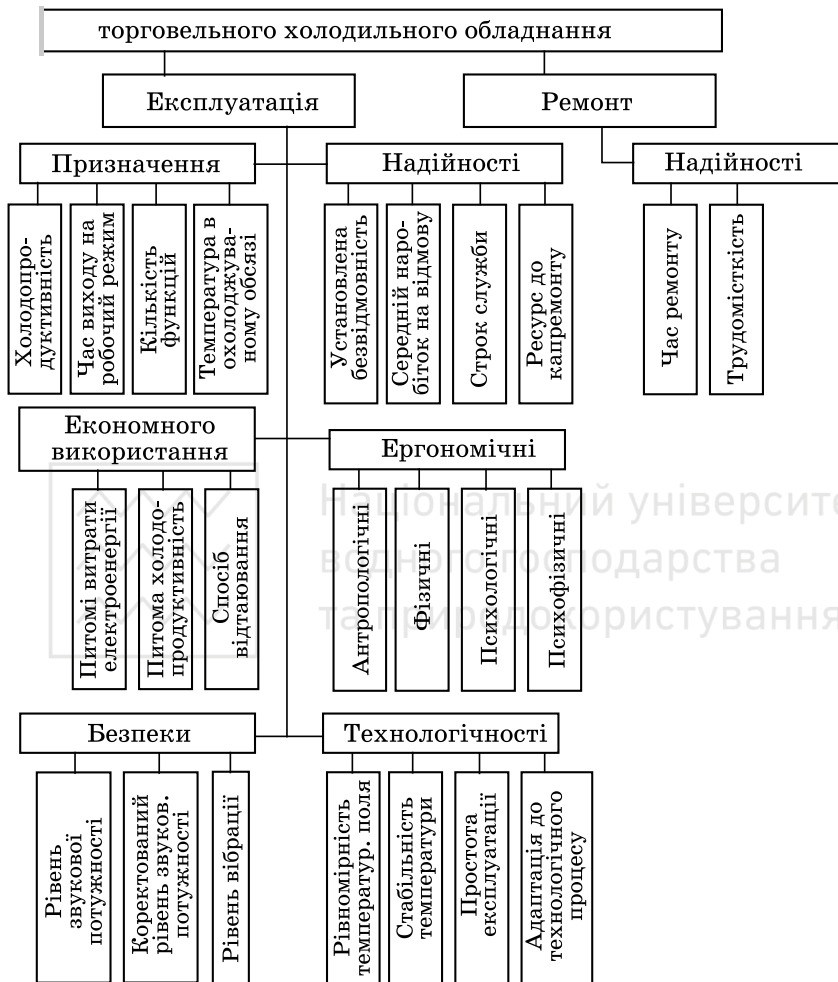 торговельного холодильного обладнання
Експлуатація
Ремонт
Призначення
Надійності
Надійності
Холодопро-
дуктивність
Час виходу на
робочий режим
Кількість
функцій
Температура в
охолоджува-
ному обсязі
Установлена
безвідмовність
Середній наро-
біток на відмову
Строк служби
Ресурс до
капремонту
Час ремонту
Трудомісткість
Економного
використання
Ергономічні
Питомі витрати
електроенергії
Питома холодо-
продуктивність
Спосіб
відтаювання
Антропологічні
Фізичні
Психологічні
Психофізичні
Національний університе
водного господарства
та природокористування
Безпеки
Технологічності
Рівень
звукової
потужності
Коректований
рівень звуков.
потужності
Рівень вібрації
Рівномірність
температур. поля
Стабільність
температури
Простота
експлуатації
Адаптація до
технологічного
процесу